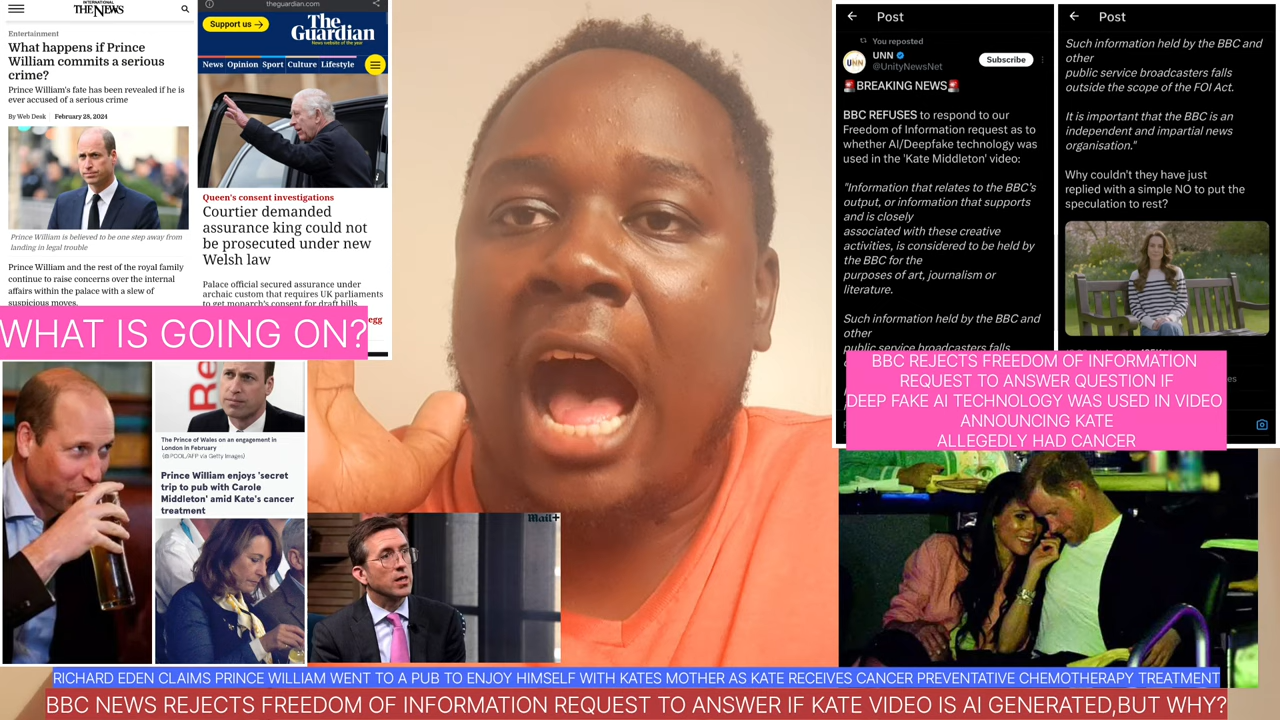 INTERNATIONAL
THE NEWS
Entertainment
What happens if Prince
William commits a serious
crime?
Prince William's fate has been revealed if he is
ever accused of a serious crime
By Web Desk | February 28, 2024
Prince William is believed to be one step away from
landing in legal trouble
Prince William and the rest of the royal family
continue to raise concerns over the internal
affairs within the palace with a slew of
suspicious moves.
theguardian.com
Support us →
The
Guardian
News website of the year
News Opinion Sport Culture Lifestyle
Queen's consent investigations
Courtier demanded
assurance king could not
be prosecuted under new
Welsh law
Palace official secured assurance under
archaic custom that requires UK parliaments
to get monarch's consent for draft bills
egg
WHAT IS GOING ON?
Re
The Prince of Wales on an engagement in
London in February
(@POOL/AFP via Getty Images)
Prince William enjoys 'secret
trip to pub with Carole
Middleton' amid Kate's cancer
treatment
Mail+
Post
You reposted
UNN
UNN
@UnityNewsNet
Subscribe
🚨BREAKING NEWS🚨
BBC REFUSES to respond to our
Freedom of Information request as to
whether AI/Deepfake technology was
used in the 'Kate Middleton' video:
"Information that relates to the BBC's
output, or information that supports
and is closely
associated with these creative
activities, is considered to be held by
the BBC for the
purposes of art, journalism or
literature.
Such information held by the BBC and
other
public service broadcasters falls
Post
Such information held by the BBC and
other
public service broadcasters falls
outside the scope of the FOI Act.
It is important that the BBC is an
independent and impartial news
organisation."
Why couldn't they have just
replied with a simple NO to put the
speculation to rest?
BBC REJECTS FREEDOM OF INFORMATION
REQUEST TO ANSWER QUESTION IF
DEEP FAKE AI TECHNOLOGY WAS USED IN VIDEO
ANNOUNCING KATE
ALLEGEDLY HAD CANCER
RICHARD EDEN CLAIMS PRINCE WILLIAM WENT TO A PUB TO ENJOY HIMSELF WITH KATES MOTHER AS KATE RECEIVES CANCER PREVENTATIVE CHEMOTHERAPY TREATMENT
BBC NEWS REJECTS FREEDOM OF INFORMATION REQUEST TO ANSWER IF KATE VIDEO IS AI GENERATED,BUT WHY?